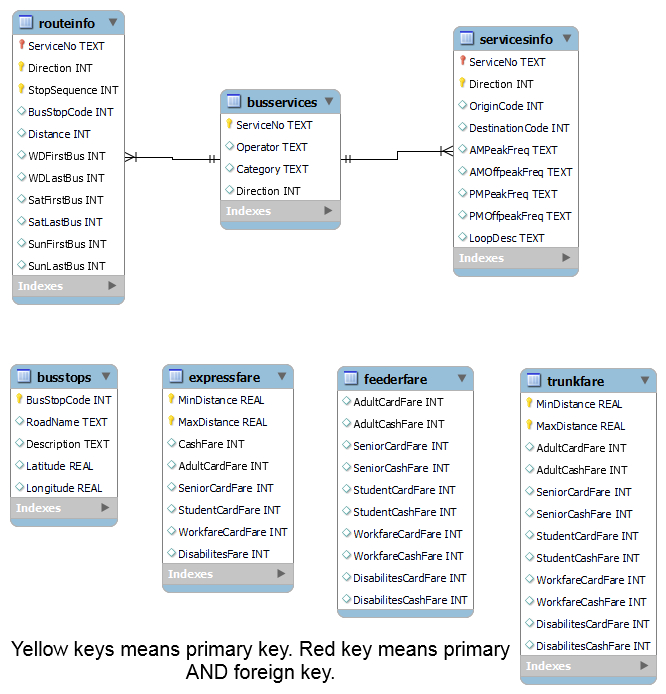 routeinfo
ServiceNo TEXT
Direction INT
StopSequence INT
BusStopCode INT
Distance INT
WDFirstBus INT
WDLastBus INT
SatFirstBus INT
SatLastBus INT
SunFirstBus INT
SunLastBus INT
Indexes
busservices
ServiceNo TEXT
Operator TEXT
Category TEXT
Direction INT
Indexes
servicesinfo
ServiceNo TEXT
Direction INT
OriginCode INT
DestinationCode INT
AMPeakFreq TEXT
AMOffpeakFreq TEXT
PMPeakFreq TEXT
PMOffpeakFreq TEXT
LoopDesc TEXT
Indexes
busstops
BusStopCode INT
RoadName TEXT
Description TEXT
Latitude REAL
Longitude REAL
Indexes
expressfare
MinDistance REAL
MaxDistance REAL
CashFare INT
AdultCardFare INT
SeniorCardFare INT
StudentCardFare INT
WorkfareCardFare INT
DisabilitesFare INT
Indexes
feederfare
AdultCardFare INT
AdultCashFare INT
SeniorCardFare INT
SeniorCashFare INT
StudentCardFare INT
StudentCashFare INT
WorkfareCardFare INT
WorkfareCashFare INT
DisabilitesCardFare INT
DisabilitesCashFare INT
trunkfare
MinDistance REAL
MaxDistance REAL
AdultCardFare INT
AdultCashFare INT
SeniorCardFare INT
SeniorCashFare INT
StudentCardFare INT
StudentCashFare INT
WorkfareCardFare INT
WorkfareCashFare INT
DisabilitesCardFare INT
DisabilitesCashFare INT
Indexes
Yellow keys means primary key. Red key means primary
AND foreign key.